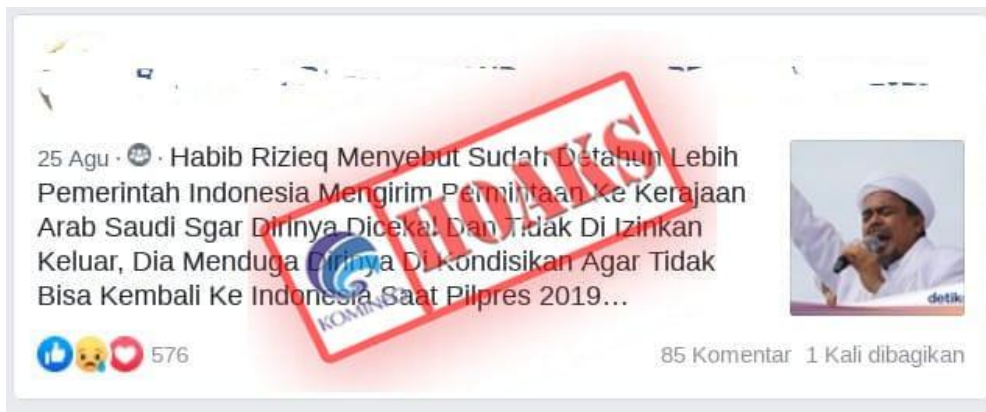 25 Agu · Habib Rizieq Menyebut Sudah Detahun Lebih
Pemerintah Indonesia Mengirim Permintaan Ke Kerajaan
Arab Saudi Sgar Dirinya Dicekal Dan Tidak Di Izinkan
Keluar, Dia Menduga Dirinya Di Kondisikan Agar Tidak
Bisa Kembali Ke Indonesia Saat Pilpres 2019...
HOAKS
KOMINFO
detik
576
85 Komentar 1 Kali dibagikan